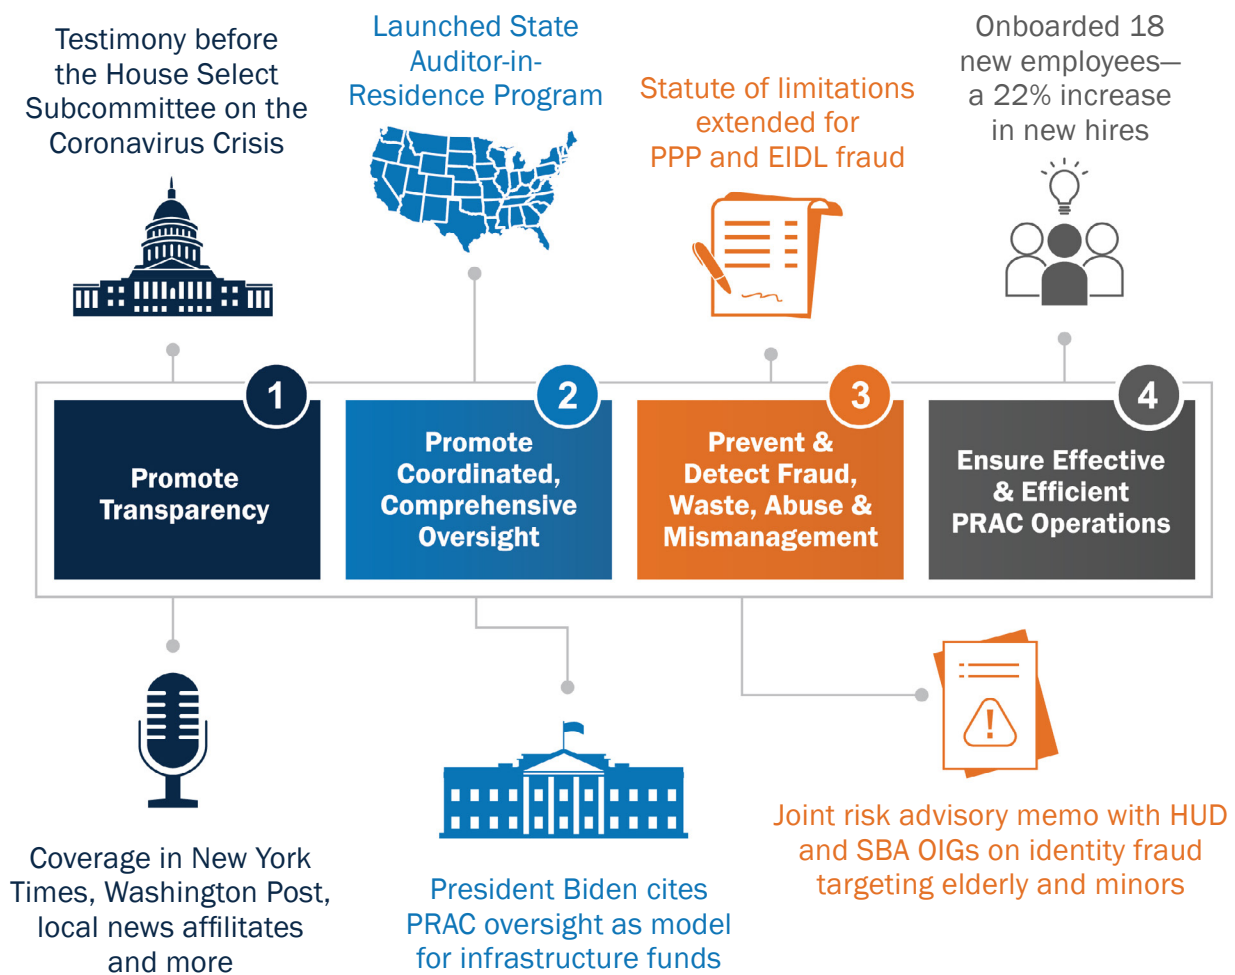 Testimony before
the House Select
Subcommittee on the
Coronavirus Crisis
Launched State
Auditor-in-
Residence Program
Statute of limitations
extended for
PPP and EIDL fraud
Onboarded 18
new employees—
a 22% increase
in new hires
1
Promote
Transparency
2
Promote
Coordinated,
Comprehensive
Oversight
3
Prevent &
Detect Fraud,
Waste, Abuse &
Mismanagement
4
Ensure Effective
& Efficient
PRAC Operations
Coverage in New York
Times, Washington Post,
local news affilitates
and more
President Biden cites
PRAC oversight as model
for infrastructure funds
Joint risk advisory memo with HUD
and SBA OIGs on identity fraud
targeting elderly and minors